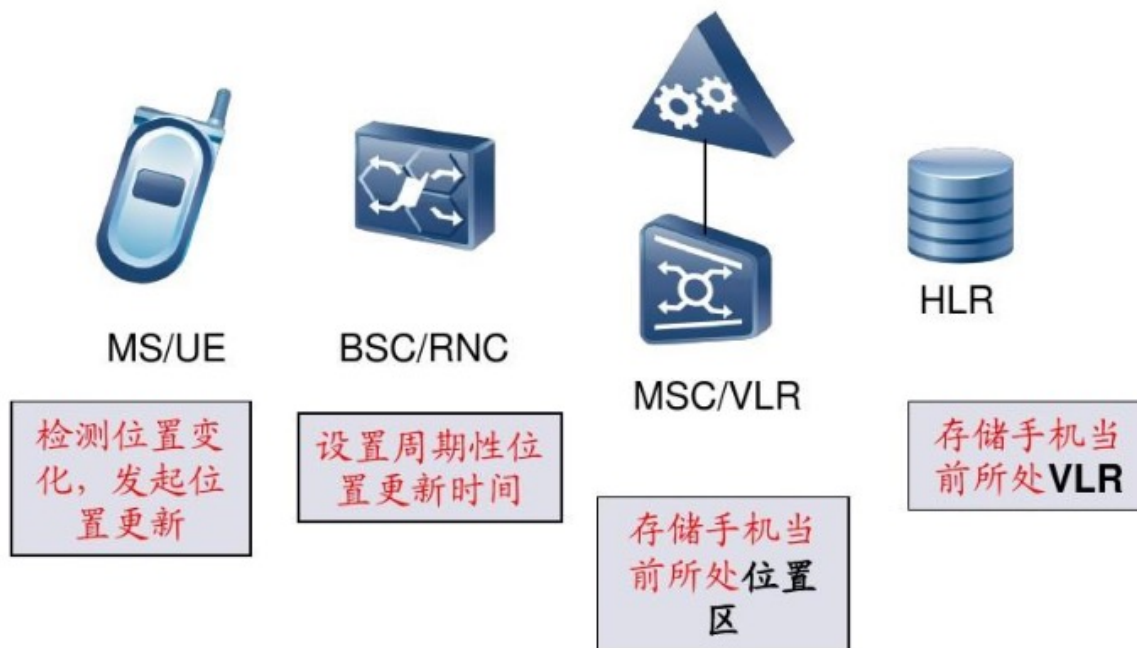 MS/UE
BSC/RNC
MSC/VLR
HLR
检测位置变
化，发起位
置更新
设置周期性位
置更新时间
存储手机当
前所处位置
区
存储手机当
前所处VLR